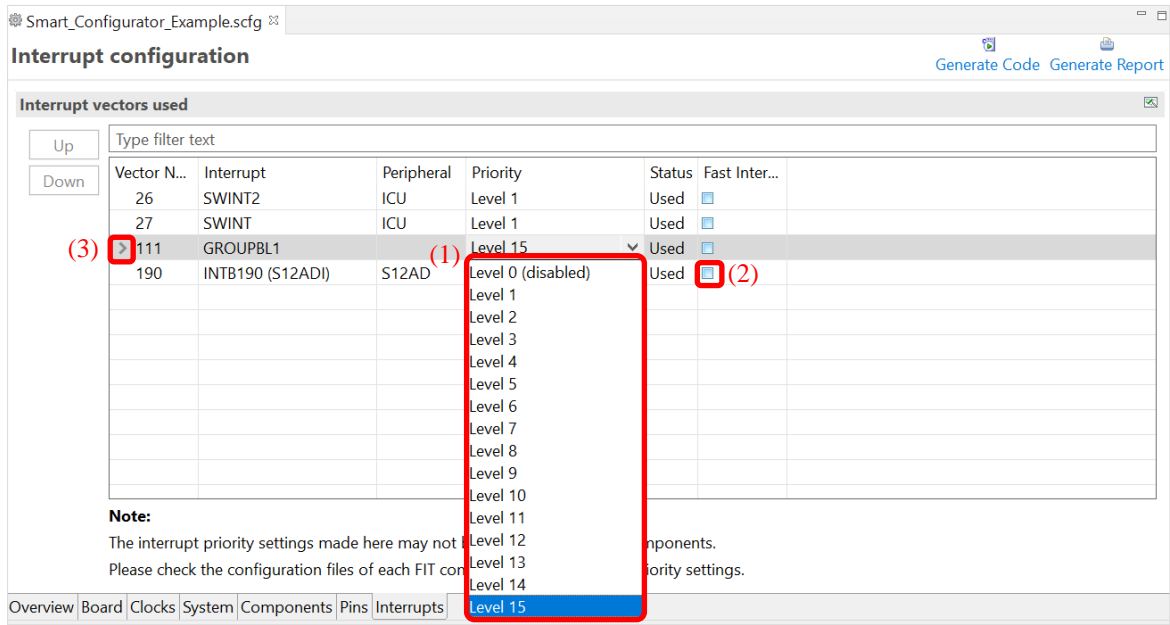 Smart_Configurator_Example.scfg
Interrupt configuration
Generate Code Generate Report
Interrupt vectors used
Up
Type filter text
Down
Vector N... Interrupt Peripheral Priority Status Fast Inter...
26 SWINT2 ICU Level 1 Used
27 SWINT ICU Level 1 Used
(3) 111 GROUPBL1 (1) Level 15 Used
190 INTB190 (S12ADI) S12AD Level 0 (disabled) Used (2)
Level 1
Level 2
Level 3
Level 4
Level 5
Level 6
Level 7
Level 8
Level 9
Level 10
Note:
Level 11
The interrupt priority settings made here may not Level 12 nponents.
Level 13
Please check the configuration files of each FIT con iority settings.
Level 14
Overview Board Clocks System Components Pins Interrupts Level 15